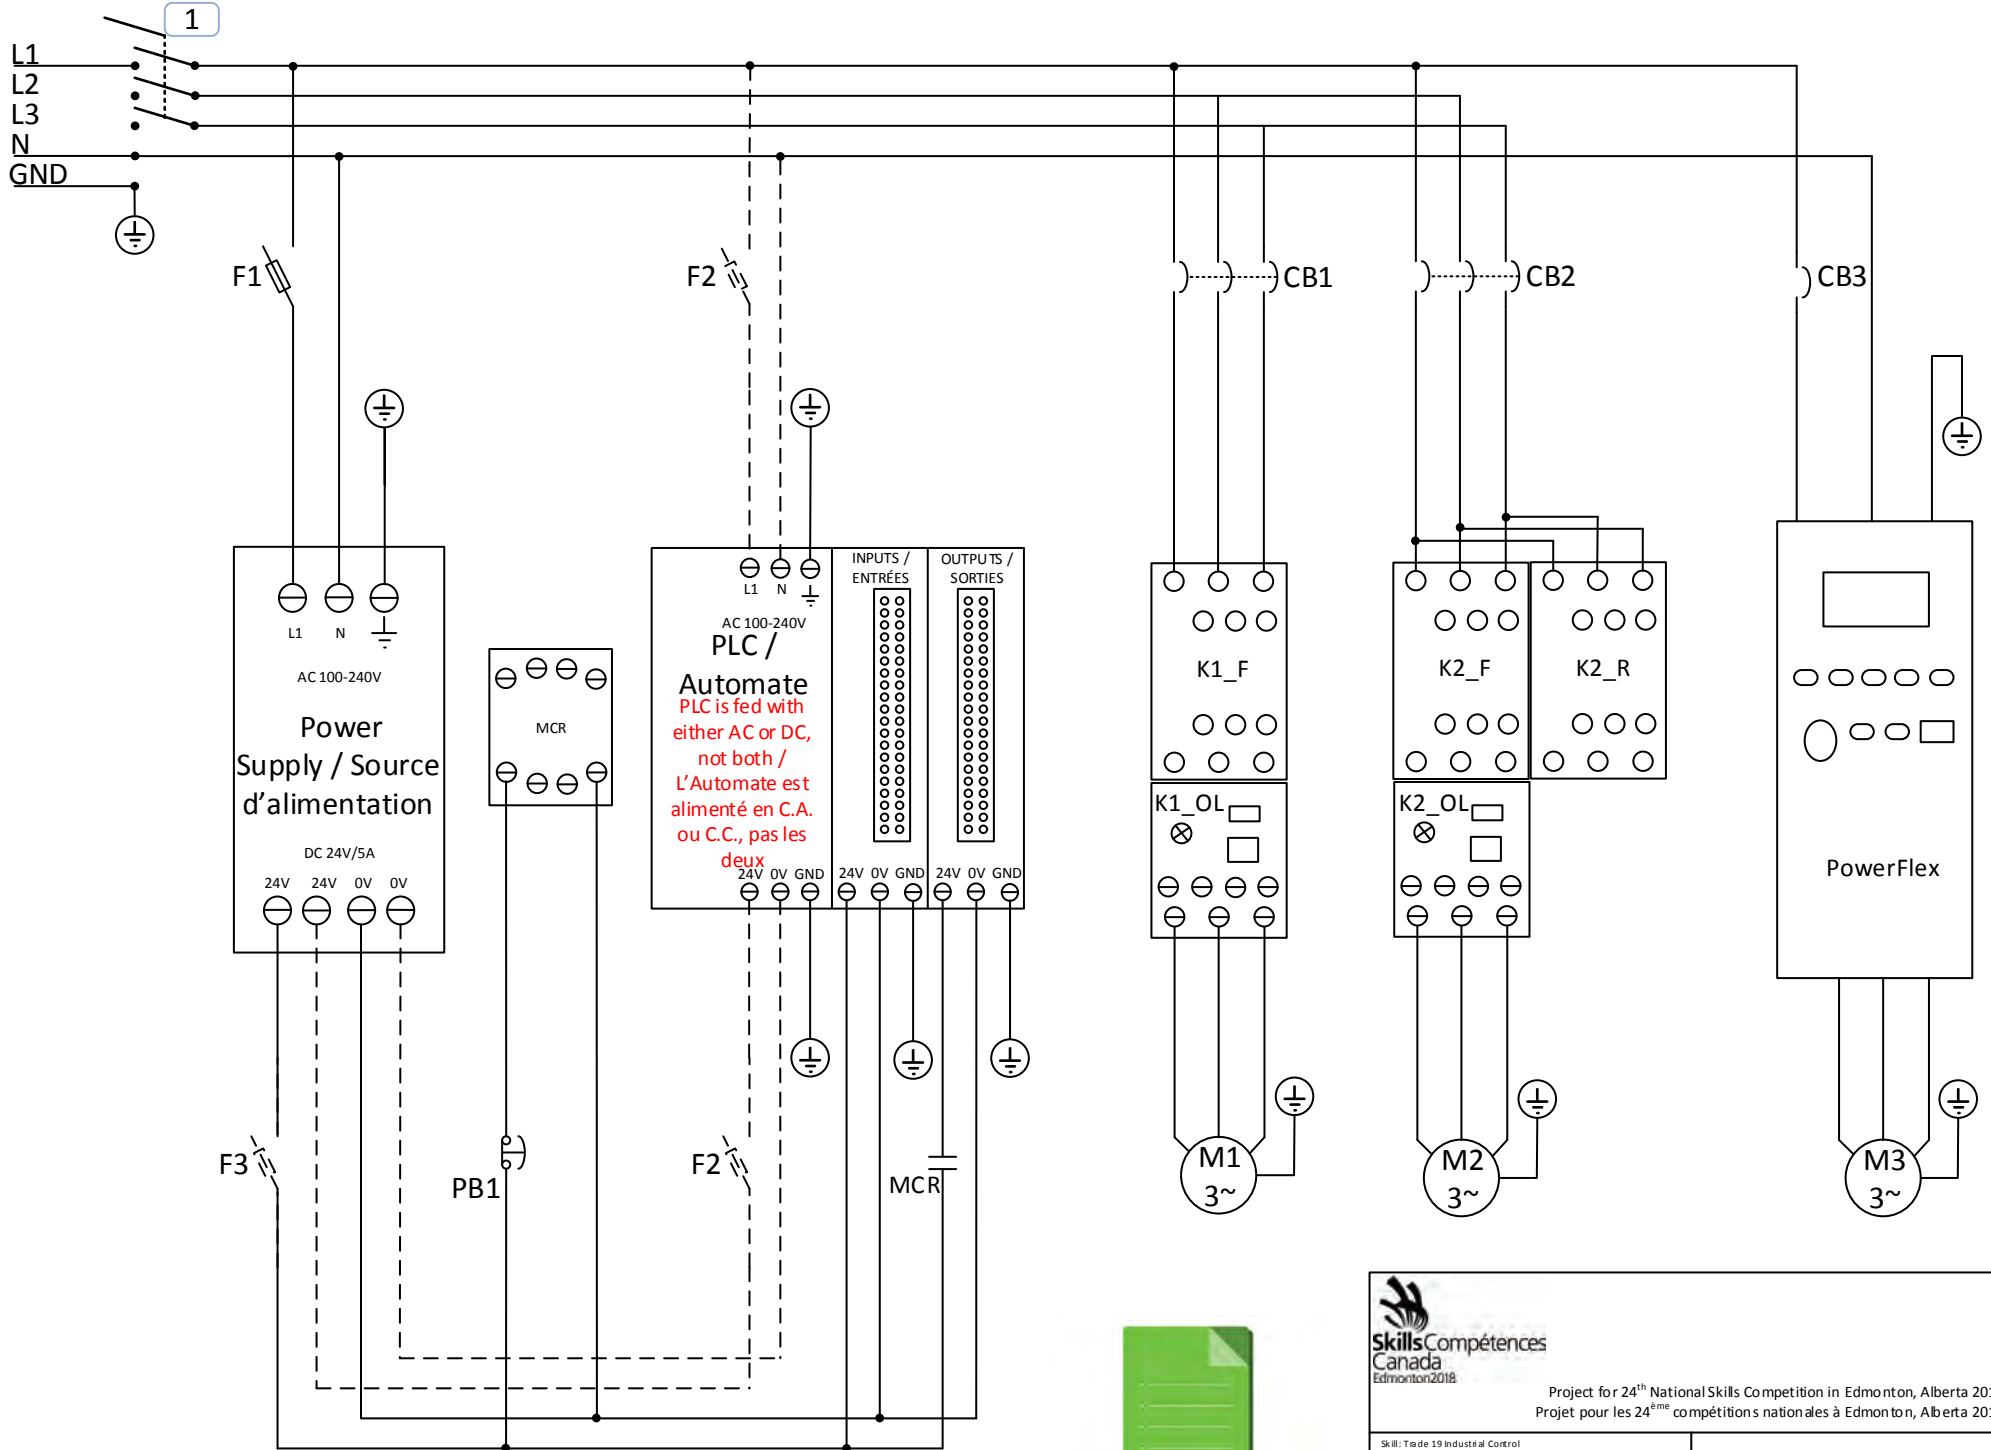 1
L1
L2
L3
N
GND
F1
F2
CB1
CB2
CB3
L1 N
AC 100-240V
Power
Supply / Source
d'alimentation
DC 24V/5A
24V 24V 0V 0V
MCR
L1 N
AC 100-240V
PLC /
Automate
PLC is fed with
either AC or DC,
not both /
L'Automate est
alimenté en C.A.
ou C.C., pas les
deux
24V 0V GND
INPUTS /
ENTRÉES
24V 0V GND
OUTPUTS /
SORTIES
24V 0V GND
K1_F
K1_OL
K2_F
K2_R
K2_OL
PowerFlex
F3
PB1
F2
MCR
M1
3~
M2
3~
M3
3~
SkillsCompétences
Canada
Edmonton2018
Project for 24th National Skills Competition in Edmonton, Alberta 201
Projet pour les 24ème compétitions nationales à Edmonton, Alberta 201
Skill: Trade 19 Industrial Control